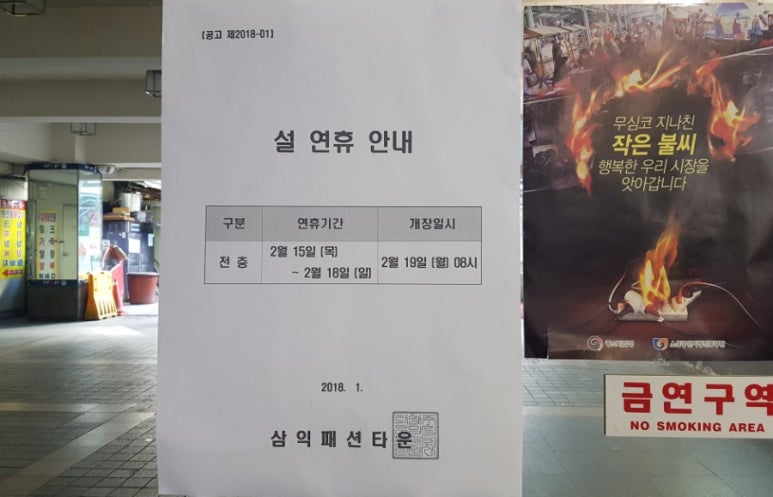 [공고 제2018-01]
설 연휴 안내
구분 연휴기간 개장일시
전 층 2월 15일 (목) ~ 2월 18일 (일) 2월 19일 (월) 08시
2018. 1.
삼익패션타운
무심코 지나친
작은 불씨
행복한 우리 시장을
앗아갑니다
금연구역
NO SMOKING AREA